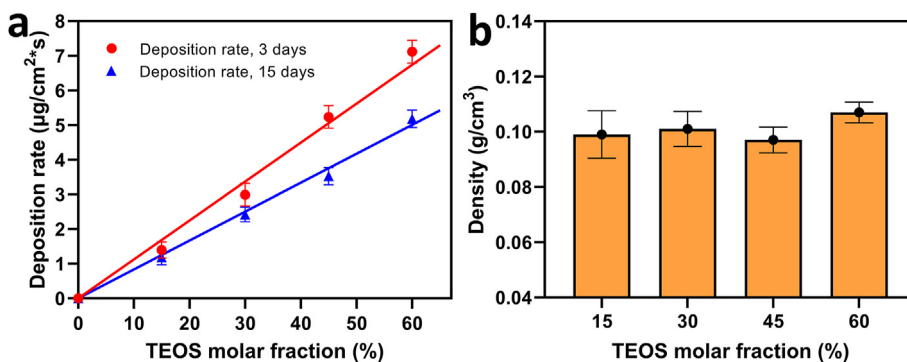 a
8
7
6
5
4
3
2
1
0
Deposition rate (µg/cm2*s)
Deposition rate, 3 days
Deposition rate, 15 days
0 10 20 30 40 50 60
TEOS molar fraction (%)
b
0.14
0.12
0.10
0.08
0.06
0.04
Density (g/cm³)
15 30 45 60
TEOS molar fraction (%)